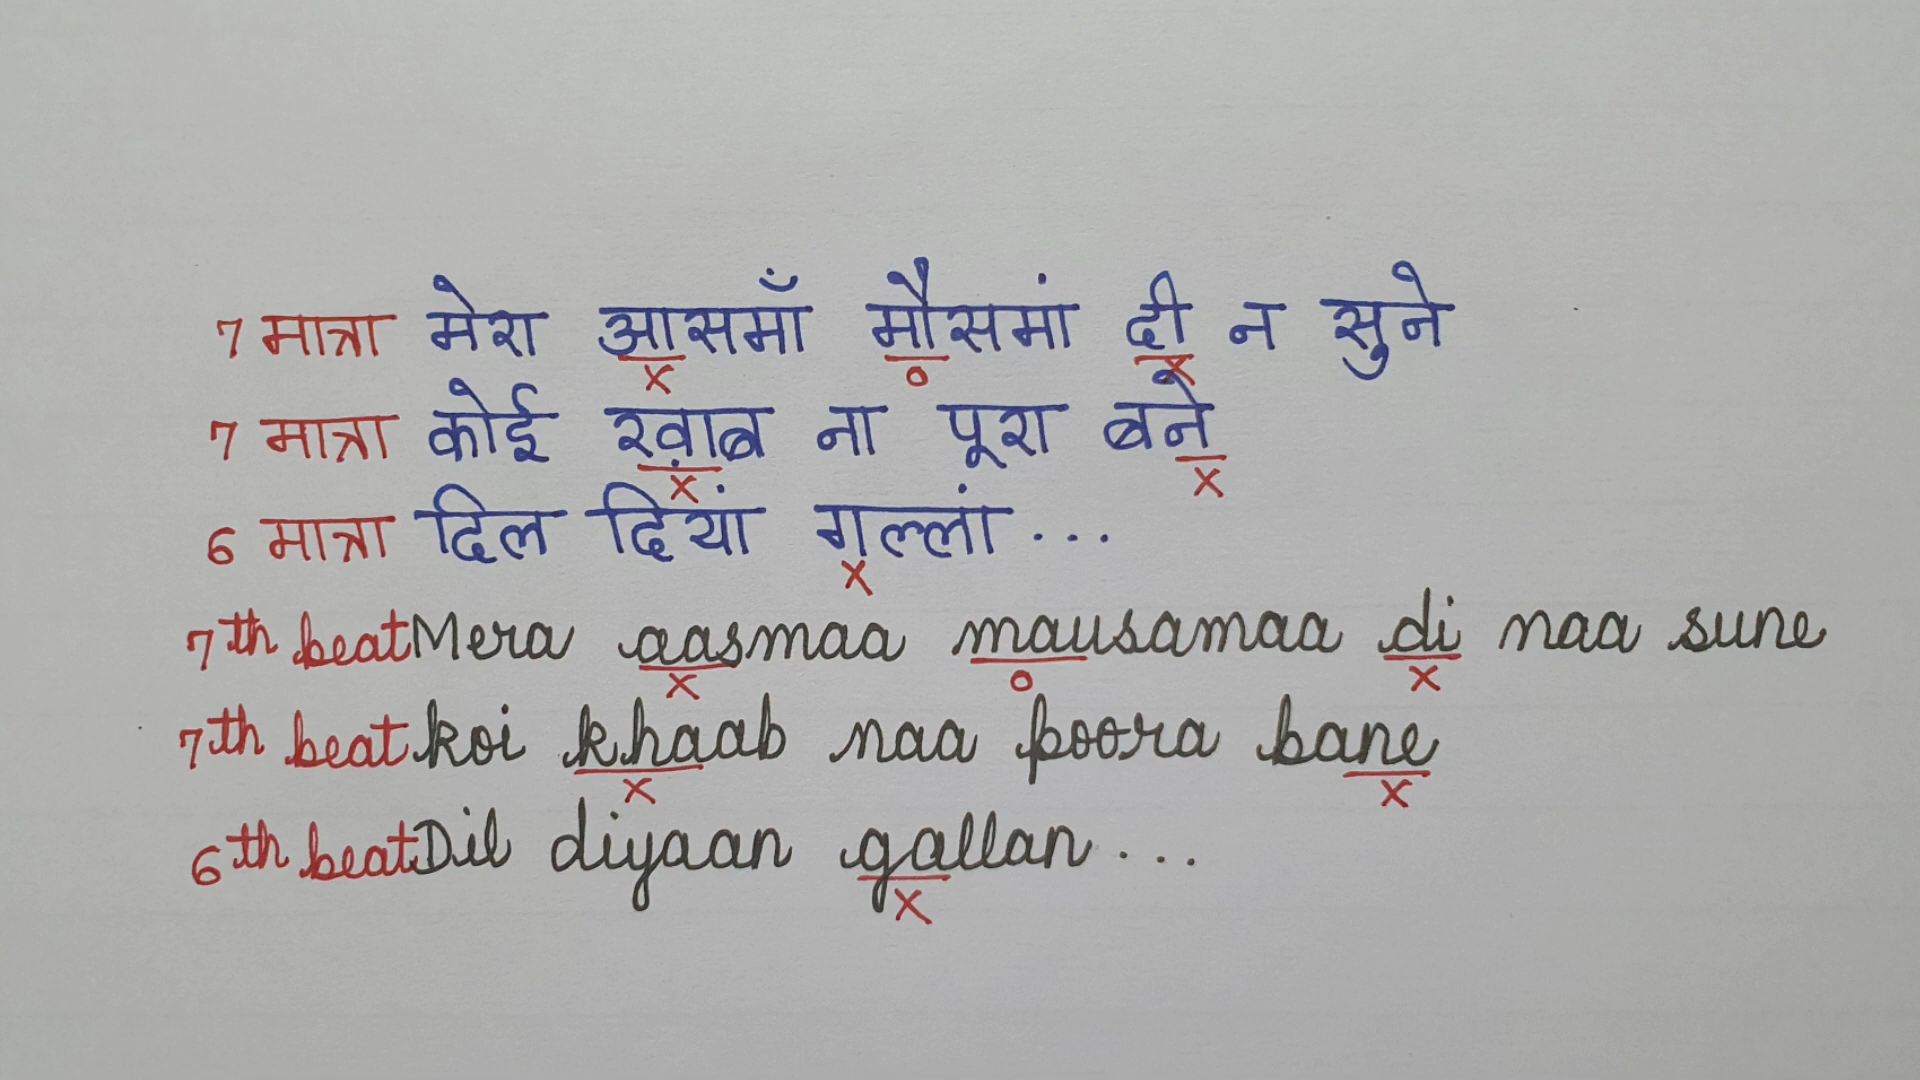 7 मात्रा मेरा आसमाँ मौसमां दी न सुने
x o x
7 मात्रा कोई ख़्वाब ना पूरा बने
x x
6 मात्रा दिल दियां गल्लां ...
x
7th beat Mera aasmaa mausamaa di naa sune
x o x
7th beat koi khaab naa poora bane
x x
6th beat Dil diyaan gallan ...
x